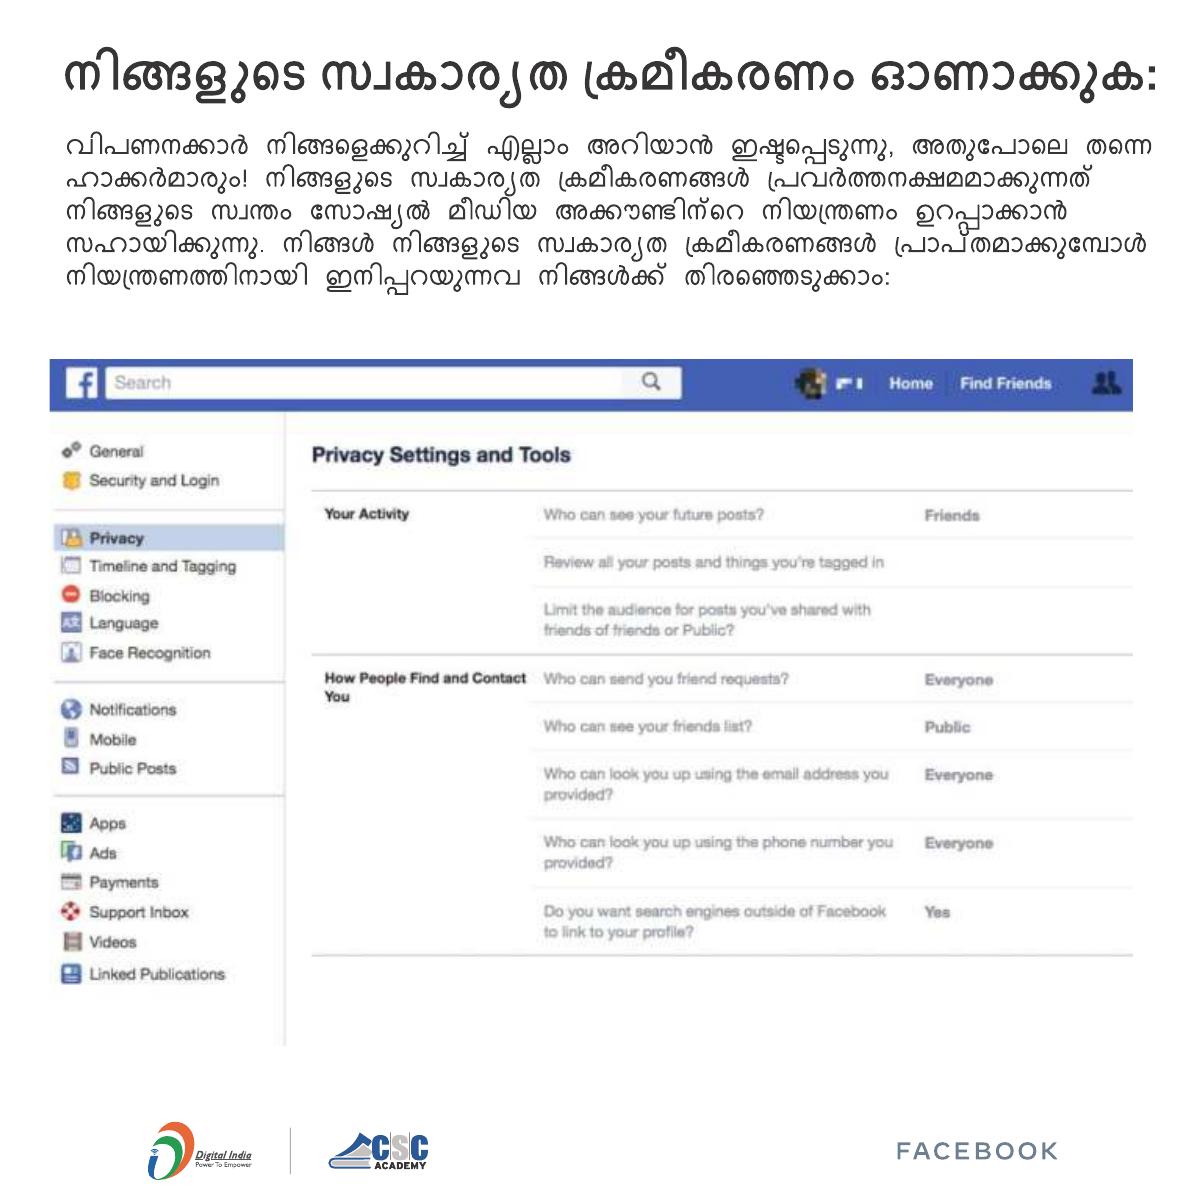 നിങ്ങളുടെ സ്വകാര്യത ക്രമീകരണം ഓണാക്കുക:
വിപണനക്കാർ നിങ്ങളെക്കുറിച്ച് എല്ലാം അറിയാൻ ഇഷ്ടപ്പെടുന്നു, അതുപോലെ തന്നെ
ഹാക്കർമാരും! നിങ്ങളുടെ സ്വകാര്യത ക്രമീകരണങ്ങൾ പ്രവർത്തനക്ഷമമാക്കുന്നത്
നിങ്ങളുടെ സ്വന്തം സോഷ്യൽ മീഡിയ അക്കൗണ്ടിന്റെ നിയന്ത്രണം ഉറപ്പാക്കാൻ
സഹായിക്കുന്നു. നിങ്ങൾ നിങ്ങളുടെ സ്വകാര്യത ക്രമീകരണങ്ങൾ പ്രാപ്തമാക്കുമ്പോൾ
നിയന്ത്രണത്തിനായി ഇനിപ്പറയുന്നവ നിങ്ങൾക്ക് തിരഞ്ഞെടുക്കാം:
f Search Home Find Friends
General
Security and Login
Privacy
Timeline and Tagging
Blocking
Language
Face Recognition
Notifications
Mobile
Public Posts
Apps
Ads
Payments
Support Inbox
Videos
Linked Publications
Privacy Settings and Tools
Your Activity Who can see your future posts? Friends
Review all your posts and things you're tagged in
Limit the audience for posts you've shared with
friends of friends or Public?
How People Find and Contact Who can send you friend requests? Everyone
You
Who can see your friends list? Public
Who can look you up using the email address you Everyone
provided?
Who can look you up using the phone number you Everyone
provided?
Do you want search engines outside of Facebook Yes
to link to your profile?
Digital India
Power To Empower
CSC
ACADEMY
FACEBOOK